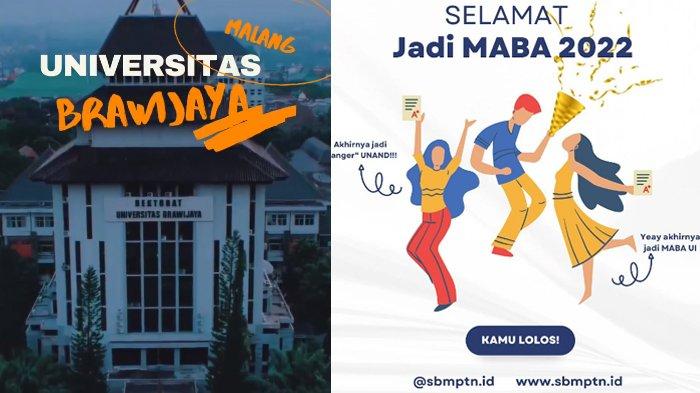 MALANG
UNIVERSITAS
BRAWIJAYA
REKTORAT
UNIVERSITAS BRAWIJAYA
SELAMAT
Jadi MABA 2022
Akhirnya jadi
anger" UNAND!!!
Yeay akhirnya
jadi MABA UI
A+
A+
KAMU LOLOS!
@sbmptn.id www.sbmptn.id